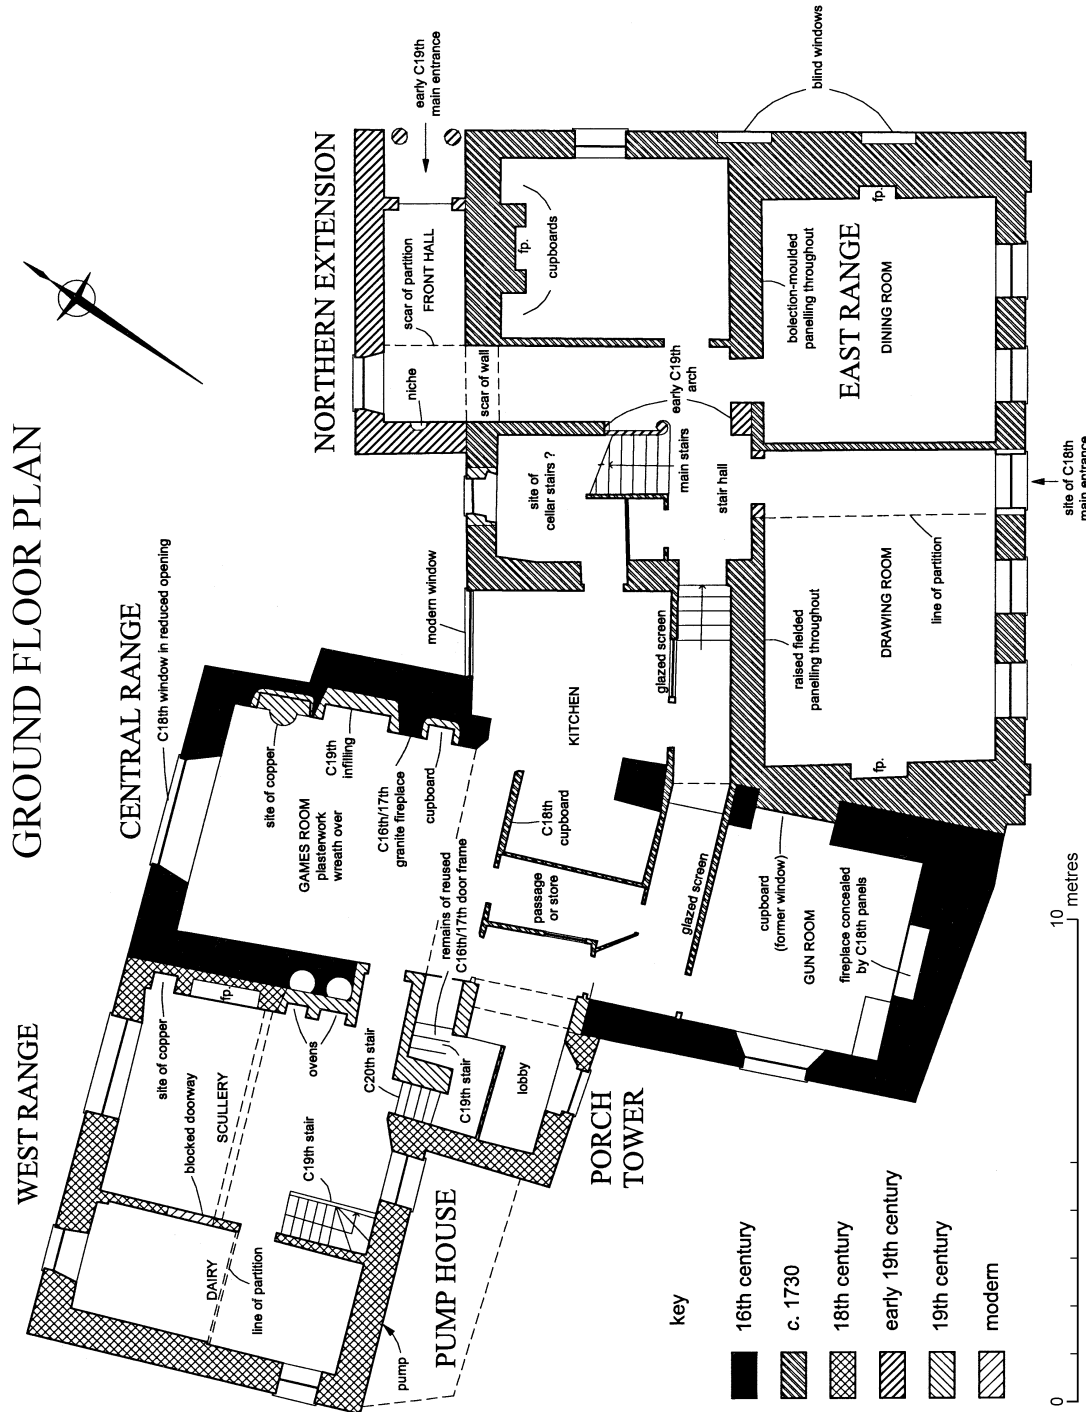 GROUND FLOOR PLAN
WEST RANGE
CENTRAL RANGE
NORTHERN EXTENSION
early C19th
main entrance
C18th window in reduced opening
modern window
niche
scar of partition
FRONT HALL
scar of wall
fp.
cupboards
blind windows
site of copper
blocked doorway
SCULLERY
fp.
ovens
site of copper
GAMES ROOM
plasterwork
wreath over
C19th
infilling
C16th/17th
granite fireplace
cupboard
site of
cellar stairs ?
main stairs
early C19th
arch
stair hall
DAIRY
line of partition
C19th stair
C20th stair
C19th stair
remains of reused
C16th/17th door frame
lobby
passage
or store
C18th
cupboard
KITCHEN
glazed screen
glazed screen
bolection-moulded
panelling throughout
EAST RANGE
DINING ROOM
fp.
raised fielded
panelling throughout
DRAWING ROOM
line of partition
fp.
site of C18th
main entrance
pump
PUMP HOUSE
PORCH
TOWER
cupboard
(former window)
GUN ROOM
fireplace concealed
by C18th panels
key
16th century
c. 1730
18th century
early 19th century
19th century
modern
0
10
metres